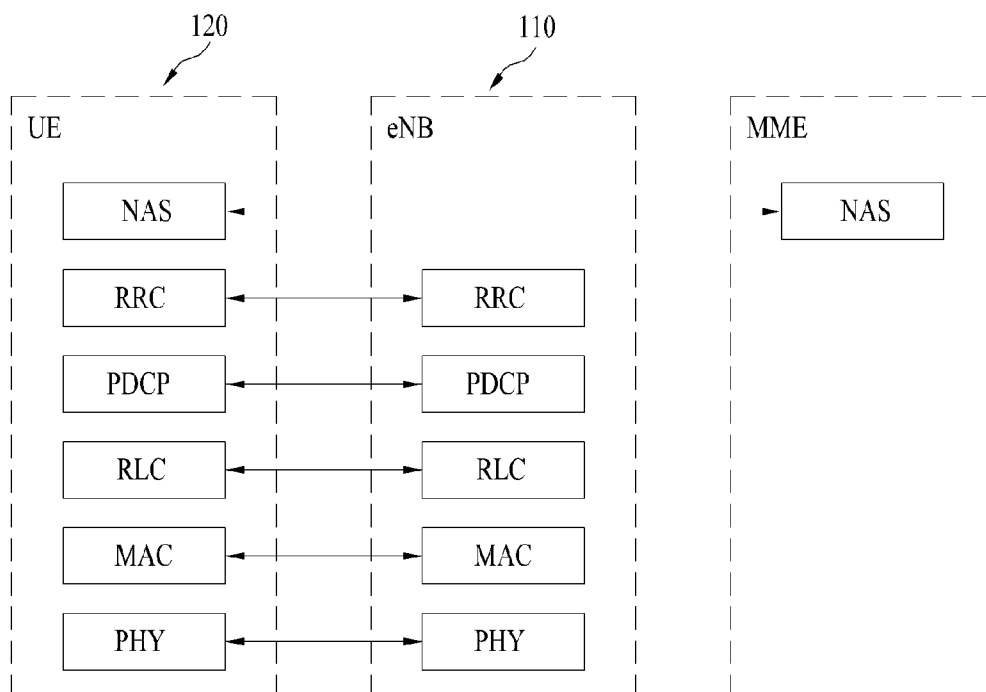 120
110
UE
eNB
MME
NAS
NAS
RRC
RRC
PDCP
PDCP
RLC
RLC
MAC
MAC
PHY
PHY